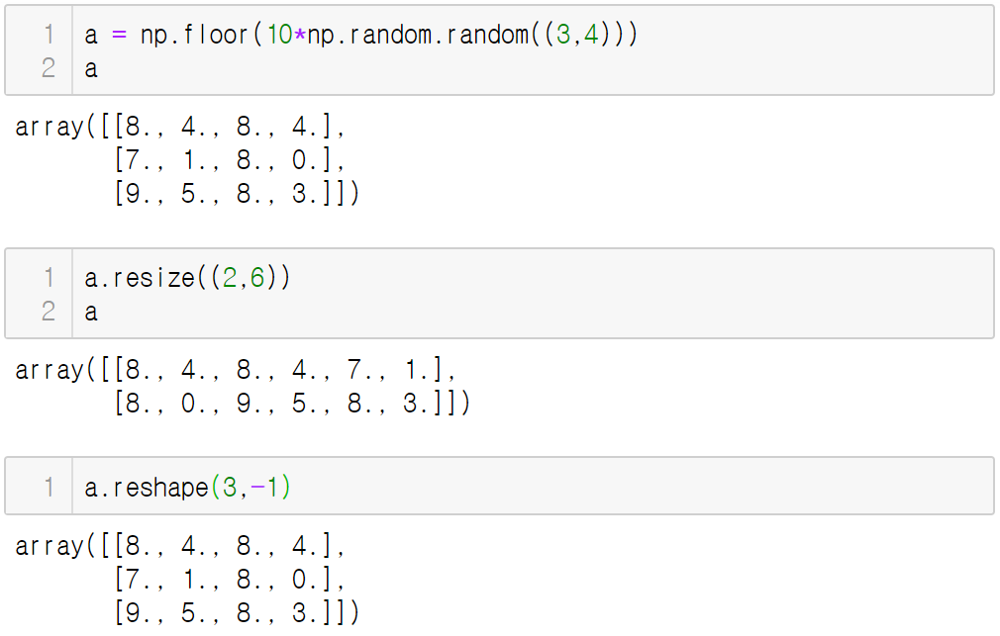 1 a = np.floor(10*np.random.random((3,4)))
2 a
array([[8., 4., 8., 4.],
       [7., 1., 8., 0.],
       [9., 5., 8., 3.]])
1 a.resize((2,6))
2 a
array([[8., 4., 8., 4., 7., 1.],
       [8., 0., 9., 5., 8., 3.]])
1 a.reshape(3,-1)
array([[8., 4., 8., 4.],
       [7., 1., 8., 0.],
       [9., 5., 8., 3.]])